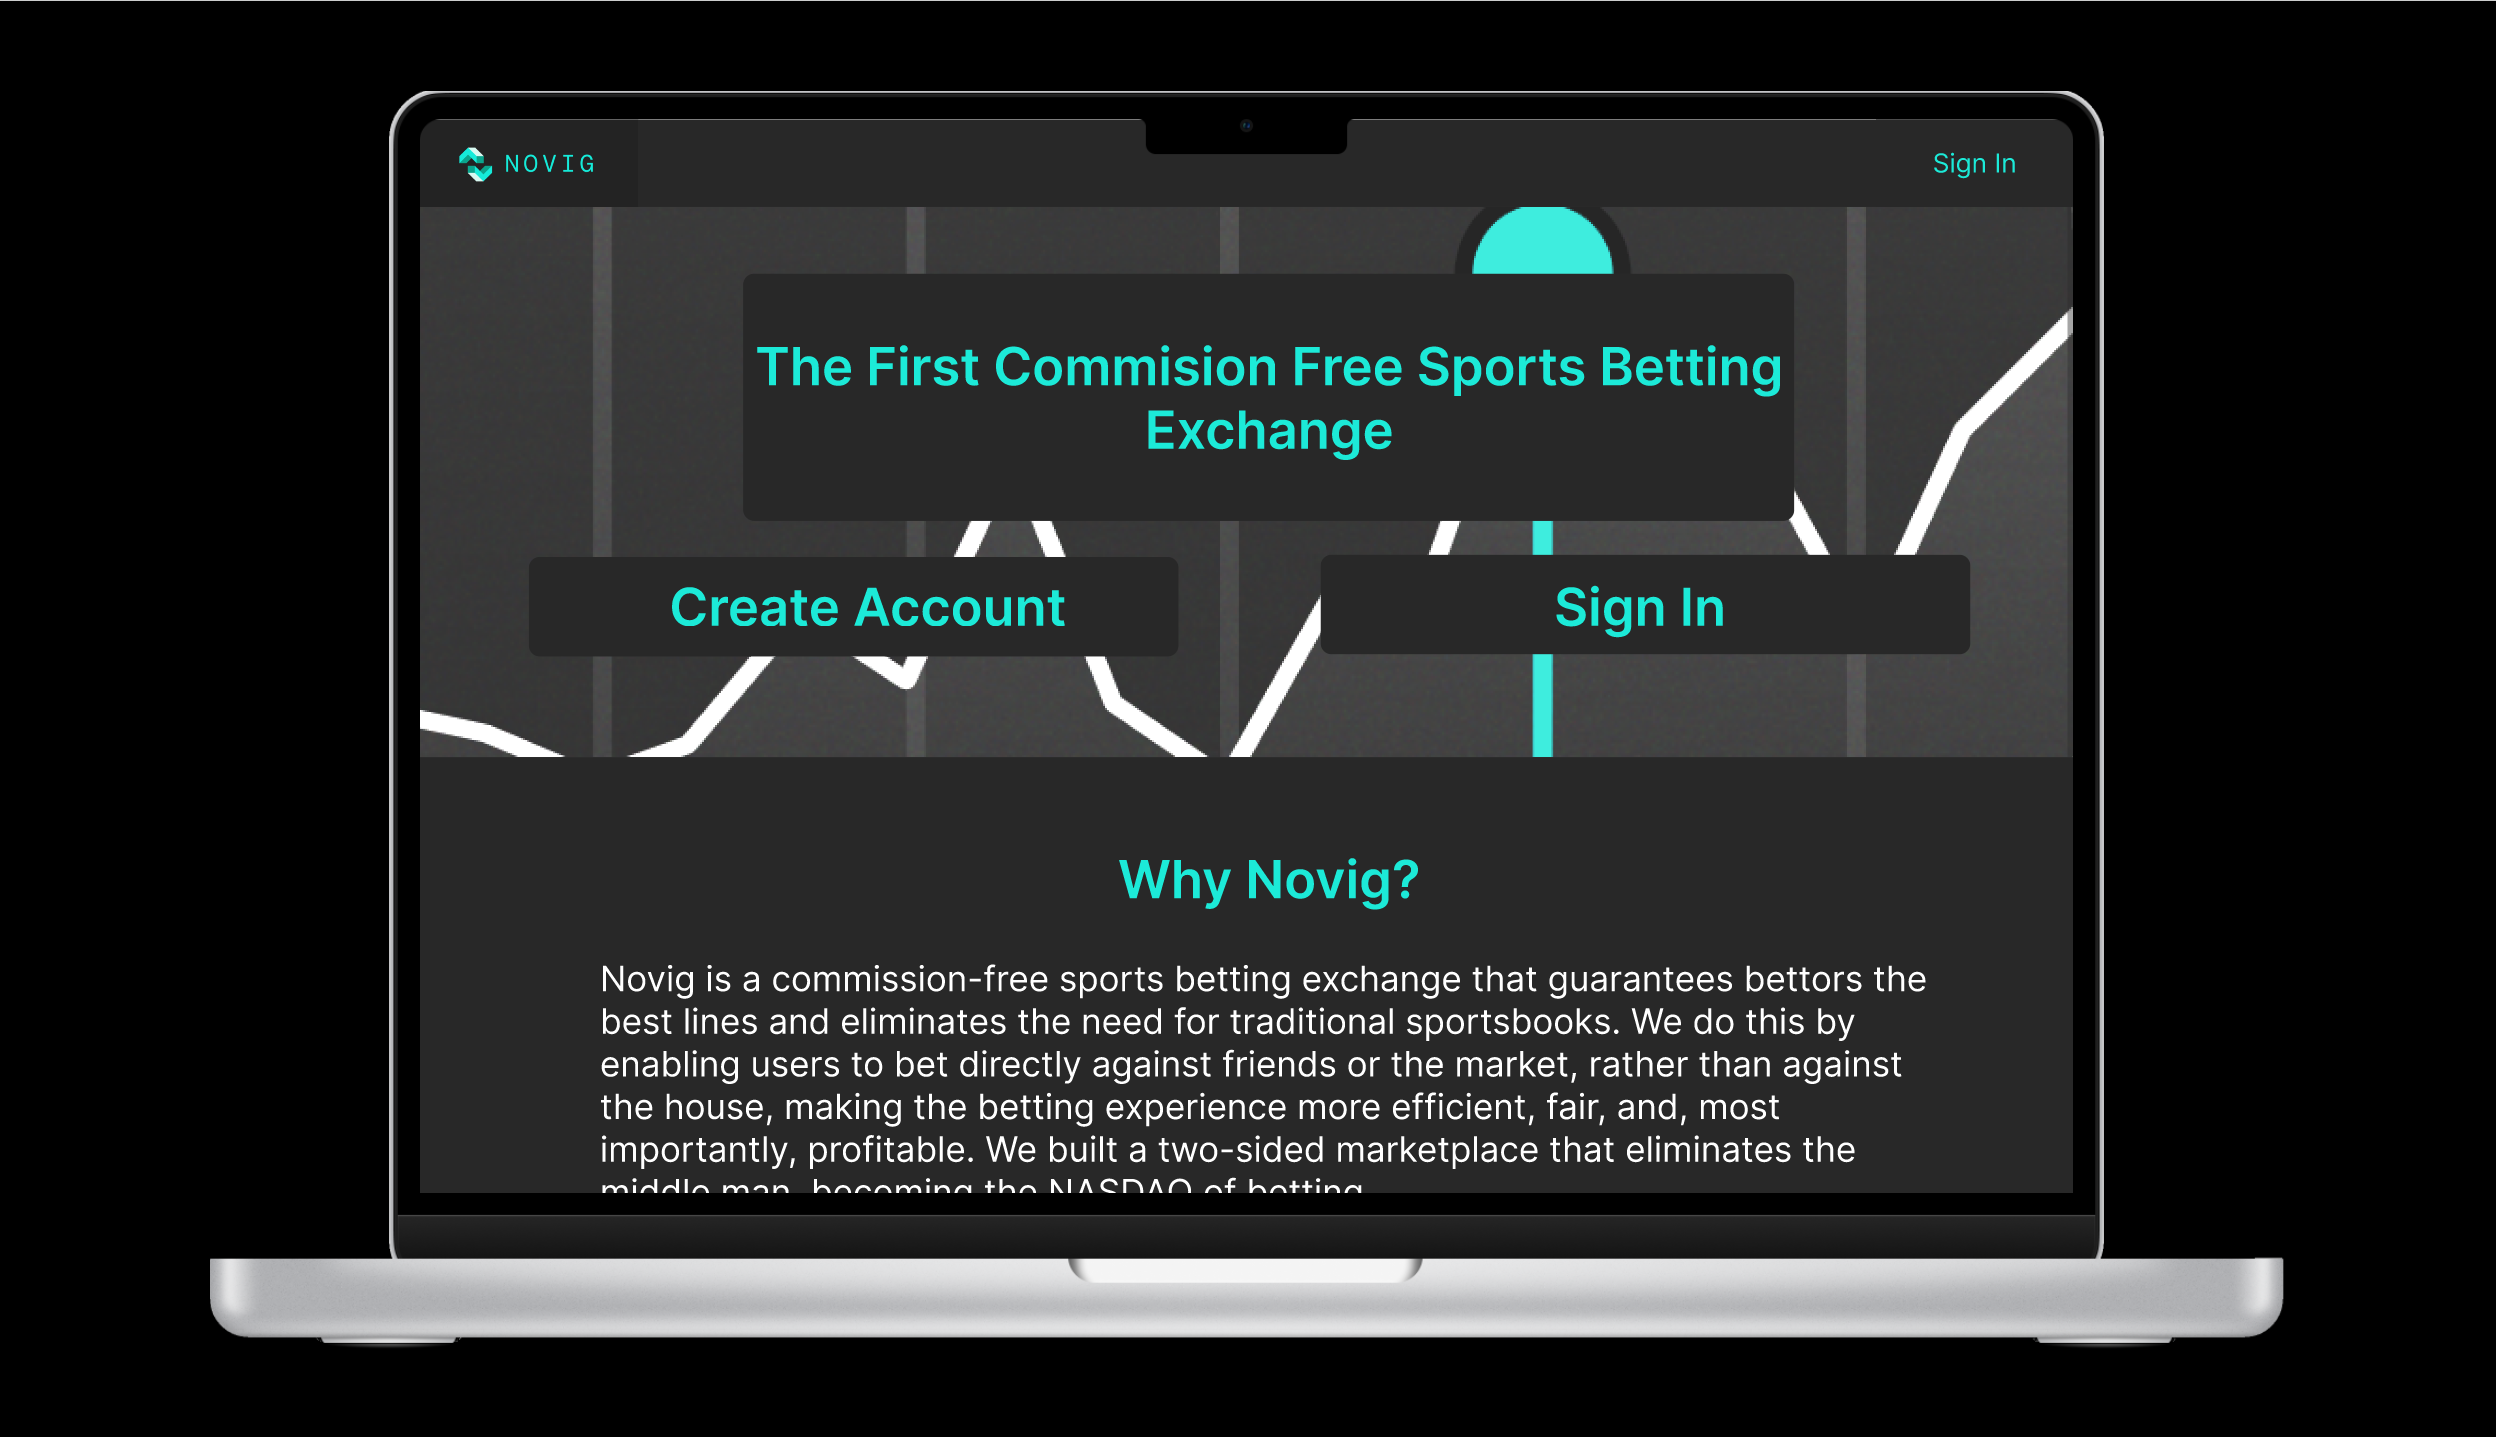 NOVIG
Sign In
The First Commision Free Sports Betting
Exchange
Create Account
Sign In
Why Novig?
Novig is a commission-free sports betting exchange that guarantees bettors the
best lines and eliminates the need for traditional sportsbooks. We do this by
enabling users to bet directly against friends or the market, rather than against
the house, making the betting experience more efficient, fair, and, most
importantly, profitable. We built a two-sided marketplace that eliminates the
middle man, becoming the NASDAQ of betting.